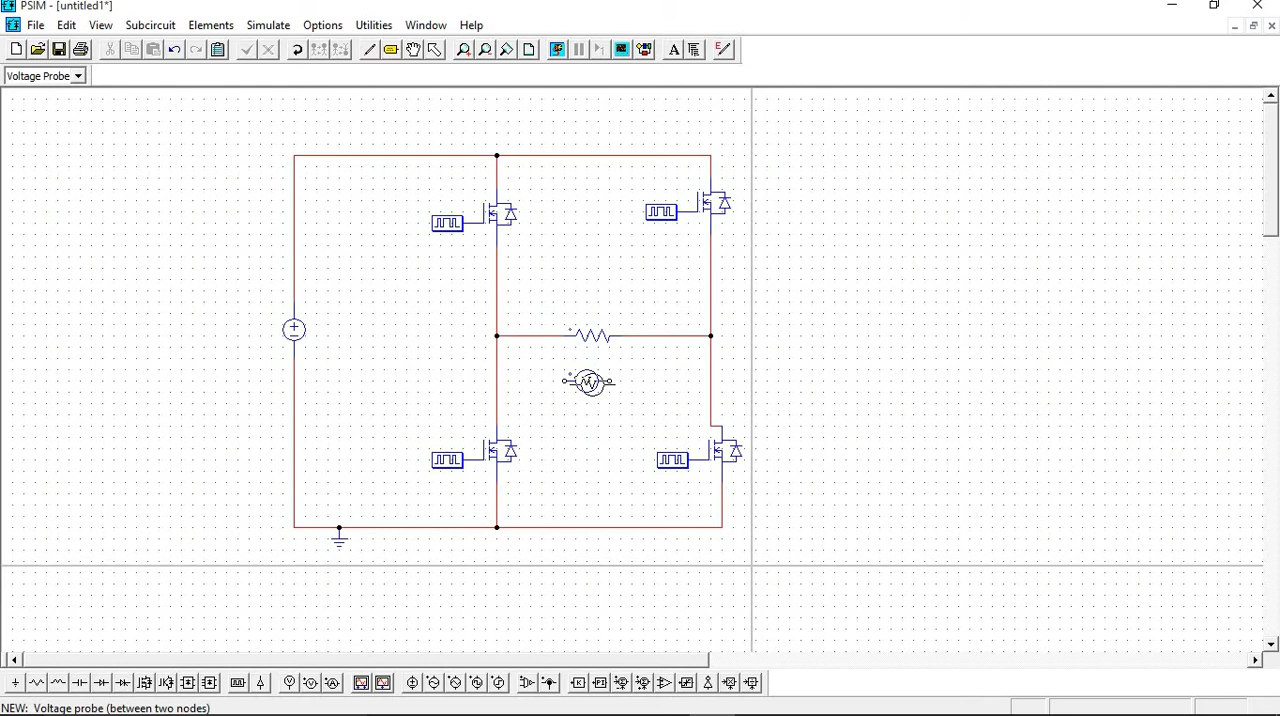 PSIM - [untitled1*]
File Edit View Subcircuit Elements Simulate Options Utilities Window Help
Voltage Probe
NEW: Voltage probe (between two nodes)